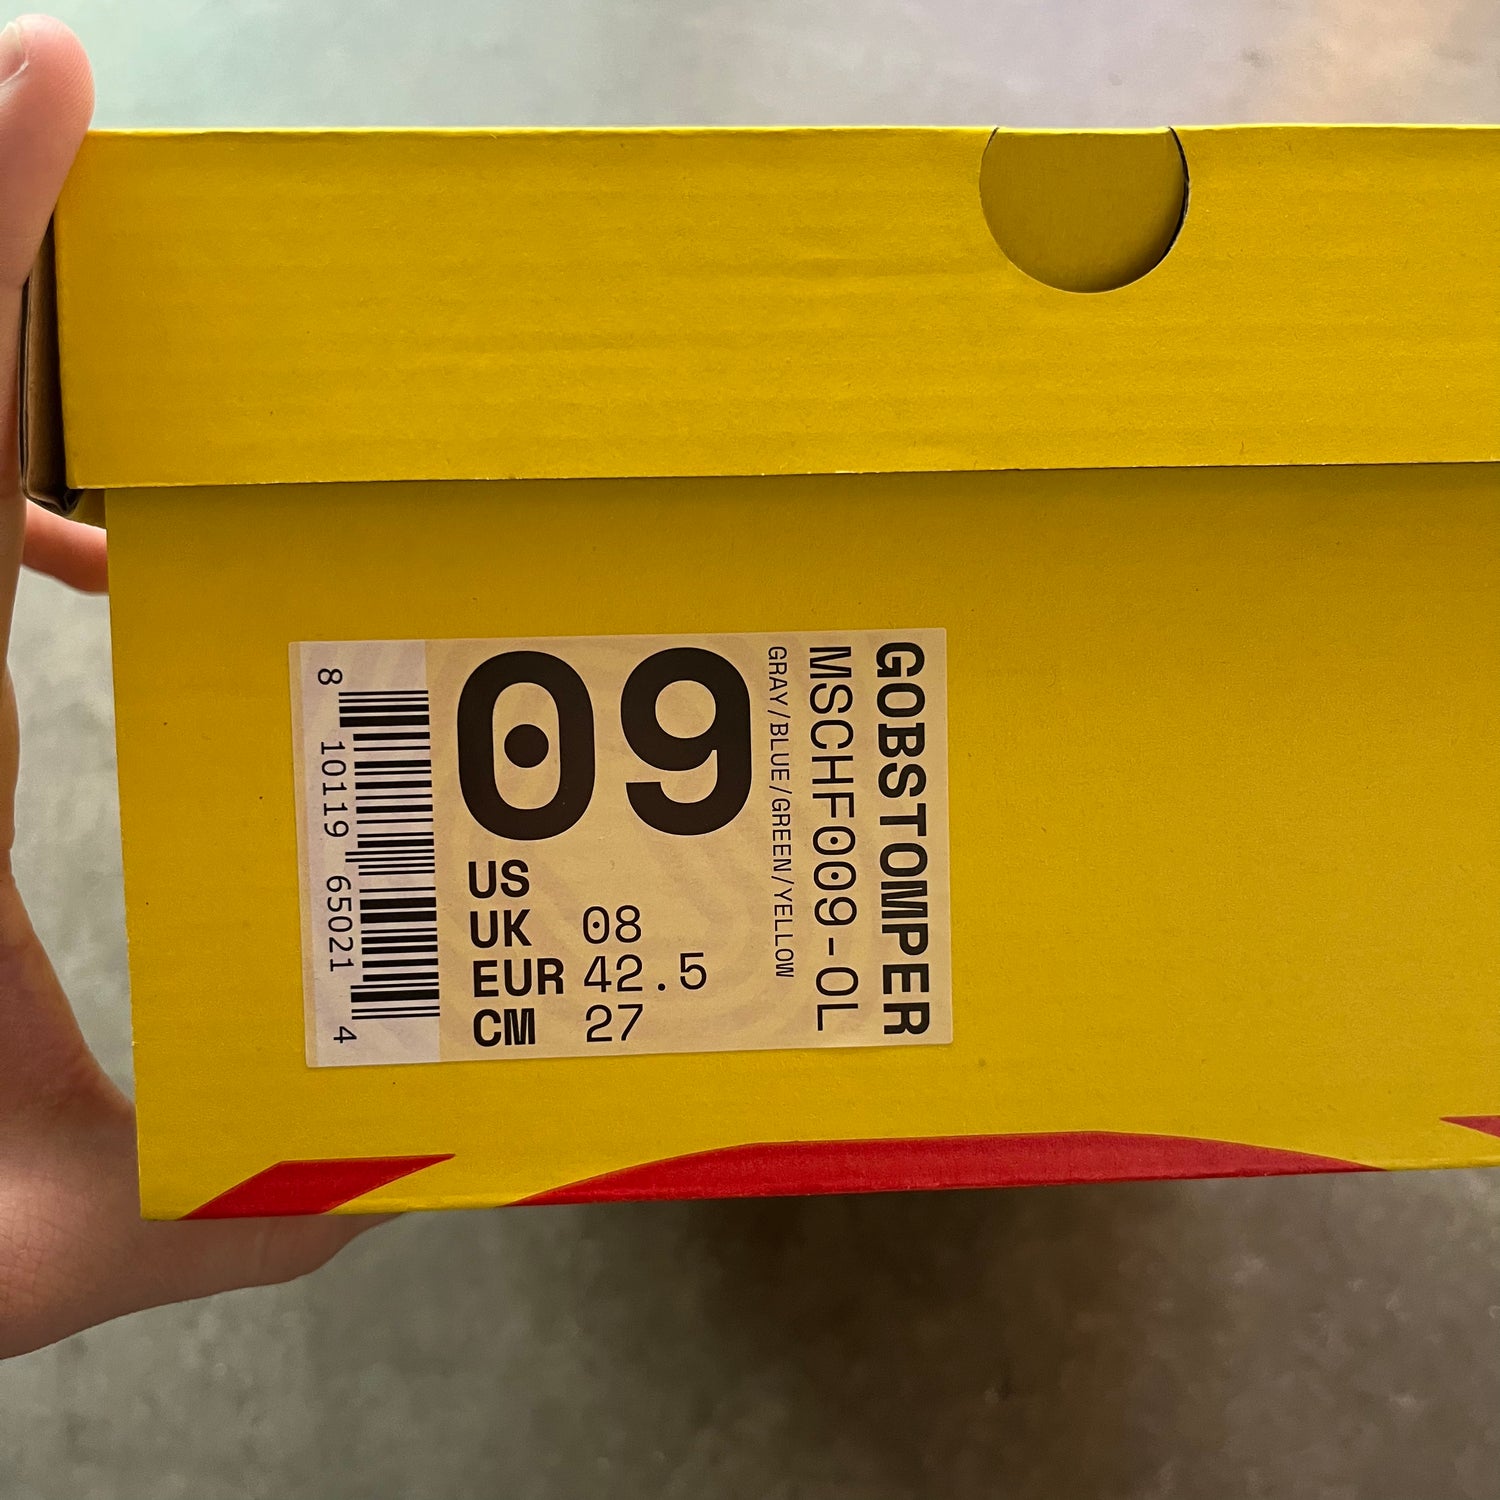 GOBSTOMPER
MSCHF009-OL
GRAY/BLUE/GREEN/YELLOW
09
US
UK 08
EUR 42.5
CM 27
8 10119 65021 4